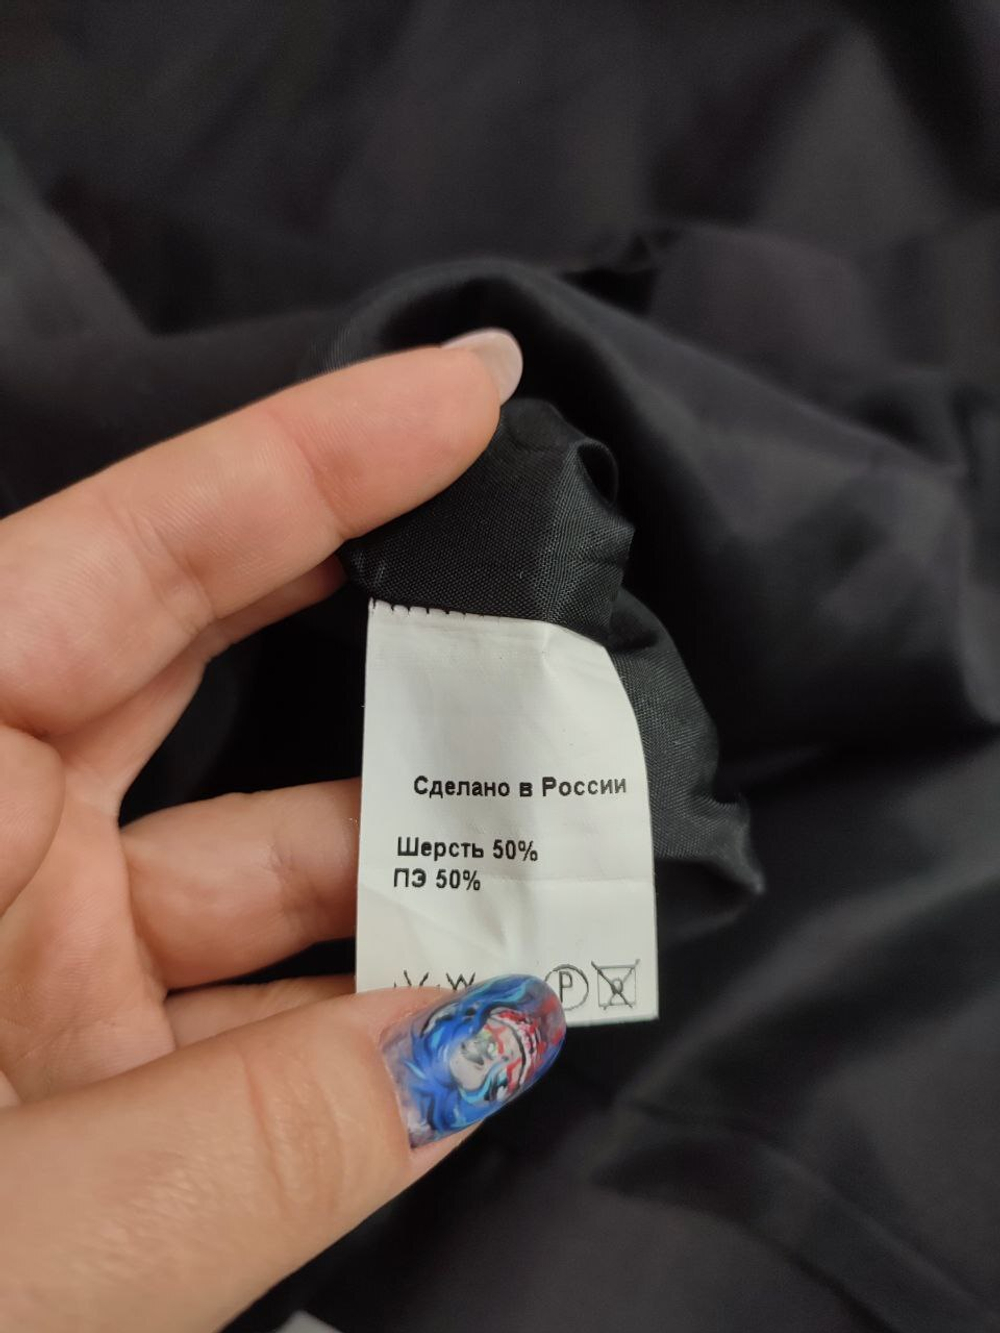 Сделано в России
Шерсть 50%
ПЭ 50%
P